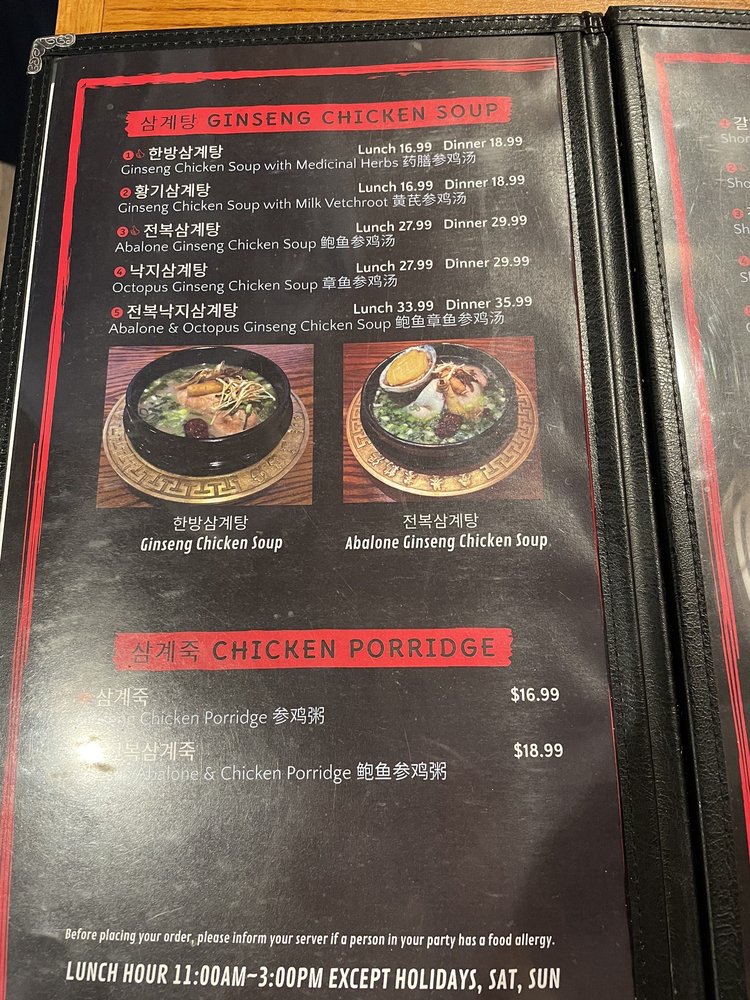 삼계탕 GINSENG CHICKEN SOUP
1 한방삼계탕 Lunch 16.99 Dinner 18.99
Ginseng Chicken Soup with Medicinal Herbs 药膳参鸡汤
2 황기삼계탕 Lunch 16.99 Dinner 18.99
Ginseng Chicken Soup with Milk Vetchroot 黄芪参鸡汤
3 전복삼계탕 Lunch 27.99 Dinner 29.99
Abalone Ginseng Chicken Soup 鲍鱼参鸡汤
4 낙지삼계탕 Lunch 27.99 Dinner 29.99
Octopus Ginseng Chicken Soup 章鱼参鸡汤
5 전복낙지삼계탕 Lunch 33.99 Dinner 35.99
Abalone & Octopus Ginseng Chicken Soup 鲍鱼章鱼参鸡汤
한방삼계탕
Ginseng Chicken Soup
전복삼계탕
Abalone Ginseng Chicken Soup
삼계죽 CHICKEN PORRIDGE
삼계죽 $16.99
Chicken Porridge 参鸡粥
전복삼계죽 $18.99
Abalone & Chicken Porridge 鲍鱼参鸡粥
Before placing your order, please inform your server if a person in your party has a food allergy.
LUNCH HOUR 11:00AM~3:00PM EXCEPT HOLIDAYS, SAT, SUN